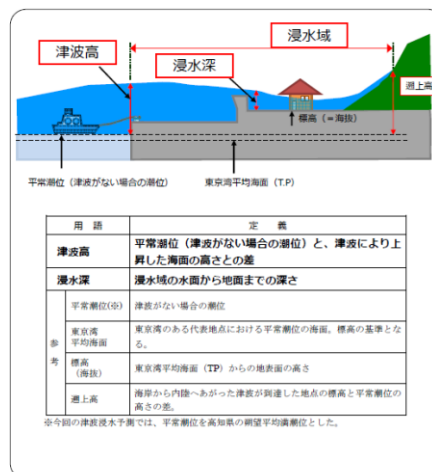 浸水域
津波高
浸水深
遡上高
標高（＝海抜）
平常潮位（津波がない場合の潮位）
東京湾平均海面（T.P）
用　語
定　義
津波高
平常潮位（津波がない場合の潮位）と、津波により上
昇した海面の高さとの差
浸水深
浸水域の水面から地面までの深さ
参考
平常潮位(※)
津波がない場合の潮位
東京湾
平均海面
東京湾のある代表地点における平常潮位の海面。標高の基準とな
る。
標高
（海抜）
東京湾平均海面（TP）からの地表面の高さ
遡上高
海岸から内陸へあがった津波が到達した地点の標高と平常潮位の
高さの差。
※今回の津波浸水予測では、平常潮位を高知県の朔望平均満潮位とした。